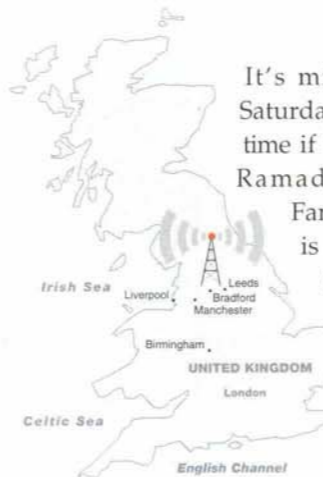 It's m
Saturda
time if
Ramad
Far
is
Irish Sea
Leeds
Liverpool
Bradford
Manchester
Birmingham
UNITED KINGDOM
London
Celtic Sea
English Channel